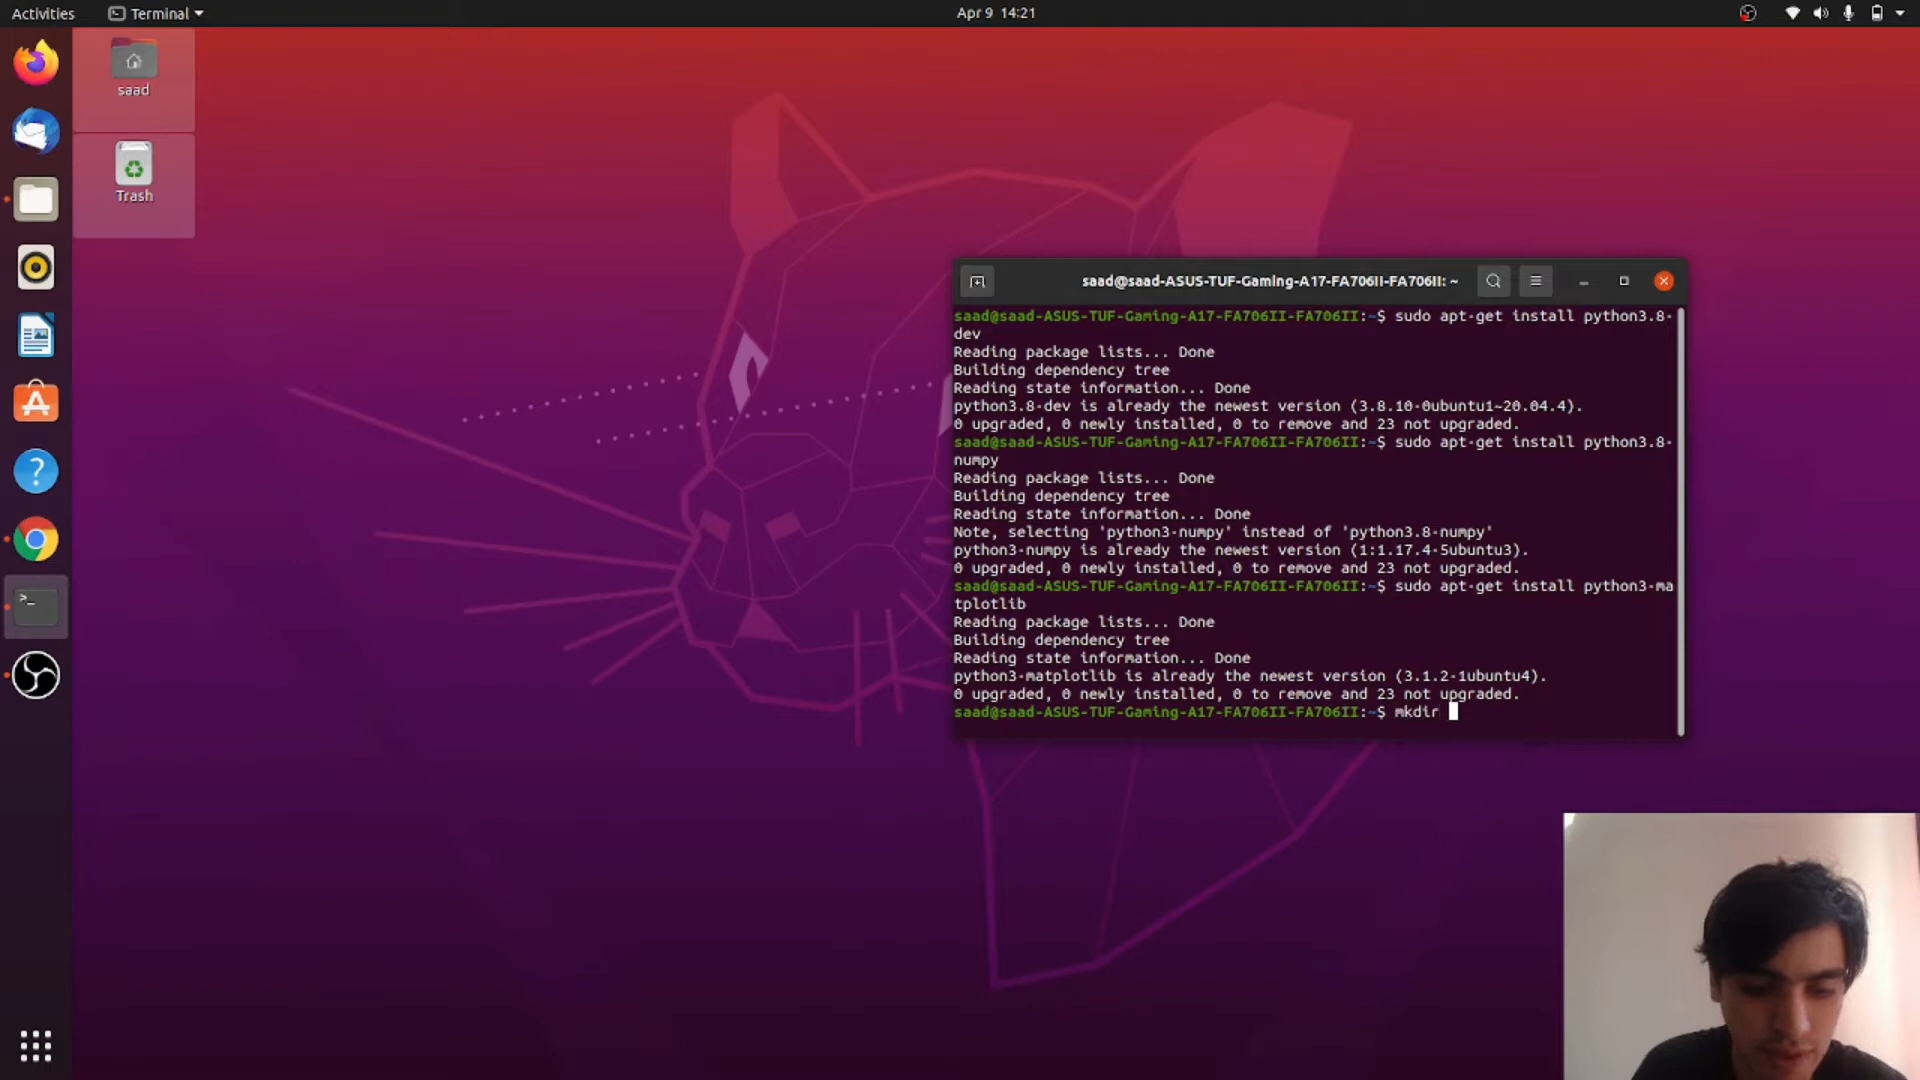 Activities
Terminal
Apr 9 14:21
saad
Trash
saad@saad-ASUS-TUF-Gaming-A17-FA706II-FA706II: ~
saad@saad-ASUS-TUF-Gaming-A17-FA706II-FA706II:~$ sudo apt-get install python3.8-
dev
Reading package lists... Done
Building dependency tree
Reading state information... Done
python3.8-dev is already the newest version (3.8.10-0ubuntu1~20.04.4).
0 upgraded, 0 newly installed, 0 to remove and 23 not upgraded.
saad@saad-ASUS-TUF-Gaming-A17-FA706II-FA706II:~$ sudo apt-get install python3.8-
numpy
Reading package lists... Done
Building dependency tree
Reading state information... Done
Note, selecting 'python3-numpy' instead of 'python3.8-numpy'
python3-numpy is already the newest version (1:1.17.4-5ubuntu3).
0 upgraded, 0 newly installed, 0 to remove and 23 not upgraded.
saad@saad-ASUS-TUF-Gaming-A17-FA706II-FA706II:~$ sudo apt-get install python3-ma
tplotlib
Reading package lists... Done
Building dependency tree
Reading state information... Done
python3-matplotlib is already the newest version (3.1.2-1ubuntu4).
0 upgraded, 0 newly installed, 0 to remove and 23 not upgraded.
saad@saad-ASUS-TUF-Gaming-A17-FA706II-FA706II:~$ mkdir